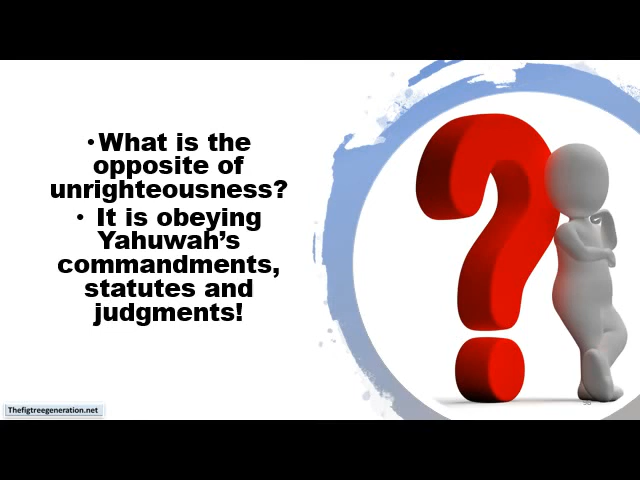 •What is the
opposite of
unrighteousness?
• It is obeying
Yahuwah’s
commandments,
statutes and
judgments!
Thefigtreegeneration.net